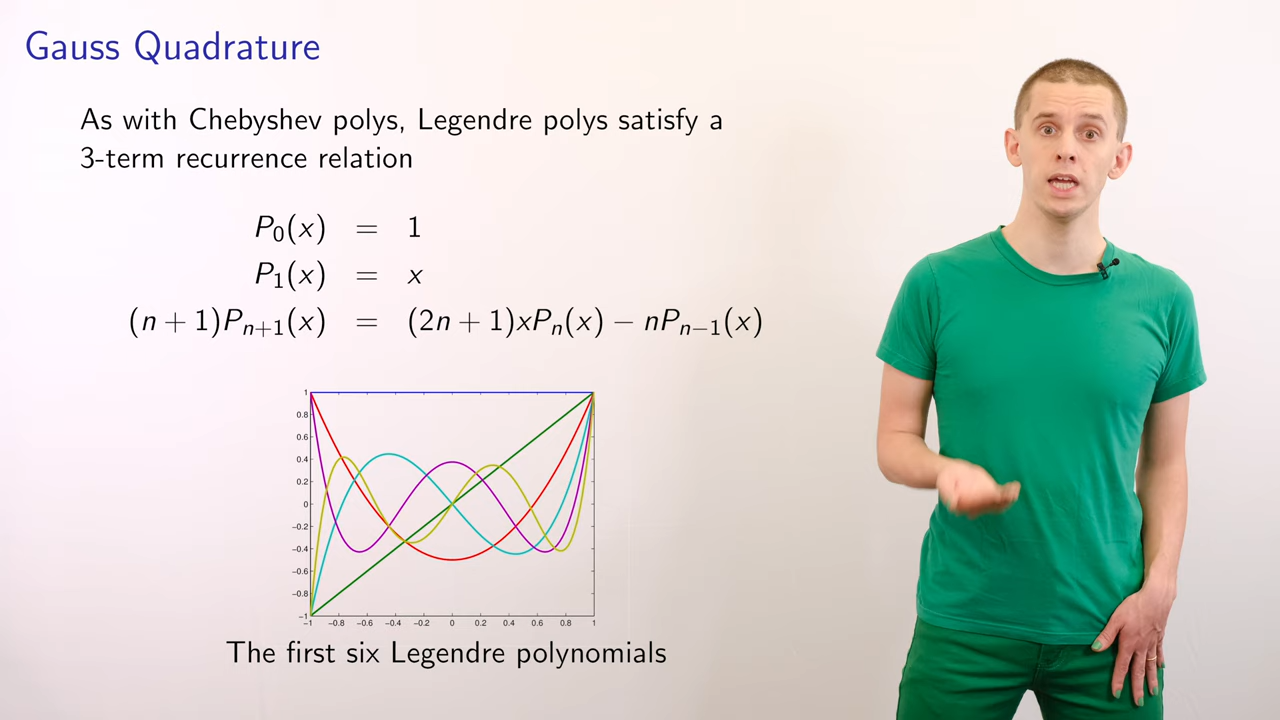 Gauss Quadrature
As with Chebyshev polys, Legendre polys satisfy a
3-term recurrence relation
P₀(x) = 1
P₁(x) = x
(n + 1)Pₙ₊₁(x) = (2n + 1)xPₙ(x) − nPₙ₋₁(x)
1
0.8
0.6
0.4
0.2
0
−0.2
−0.4
−0.6
−0.8
−1
−1 −0.8 −0.6 −0.4 −0.2 0 0.2 0.4 0.6 0.8 1
The first six Legendre polynomials